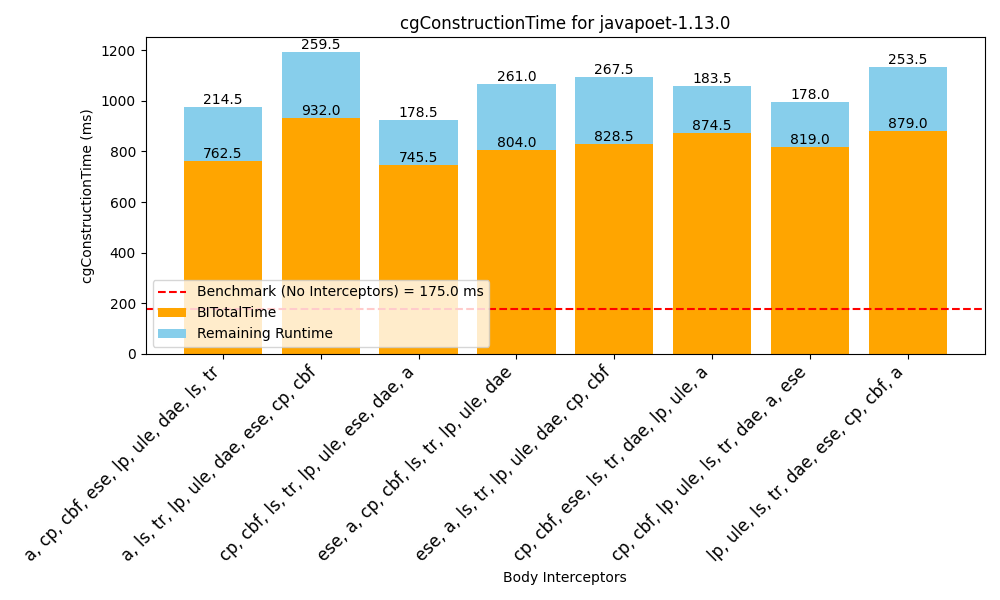 cgConstructionTime for javapoet-1.13.0
cgConstructionTime (ms)
1200
1000
800
600
400
200
0
214.5
762.5
259.5
932.0
178.5
745.5
261.0
804.0
267.5
828.5
183.5
874.5
178.0
819.0
253.5
879.0
Benchmark (No Interceptors) = 175.0 ms
BITotalTime
Remaining Runtime
a, cp, cbf, ese, lp, ule, dae, ls, tr
a, ls, tr, lp, ule, dae, ese, cp, cbf
cp, cbf, ls, tr, lp, ule, ese, dae, a
ese, a, cp, cbf, ls, tr, lp, ule, dae
ese, a, ls, tr, lp, ule, dae, cp, cbf
cp, cbf, ese, ls, tr, dae, lp, ule, a
cp, cbf, lp, ule, ls, tr, dae, a, ese
lp, ule, ls, tr, dae, ese, cp, cbf, a
Body Interceptors